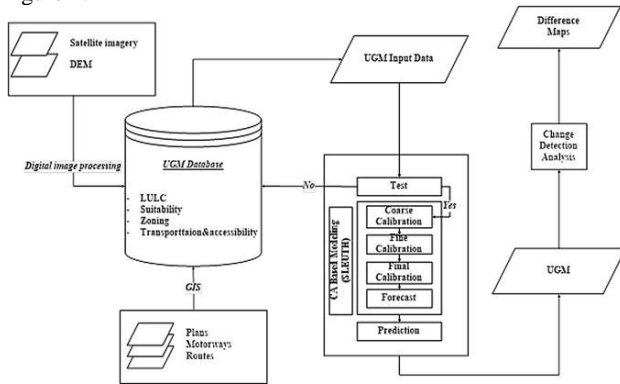 Satellite imagery
DEM
Digital image processing
UGM Database
- LULC
- Suitability
- Zoning
- Transporttaion&accessibility
GIS
Plans
Motorways
Routes
UGM Input Data
No
Test
Yes
Coarse
Calibration
Fine
Calibration
Final
Calibration
Forecast
Prediction
CA Based Modeling
(SLEUTH)
Difference
Maps
Change
Detection
Analysis
UGM